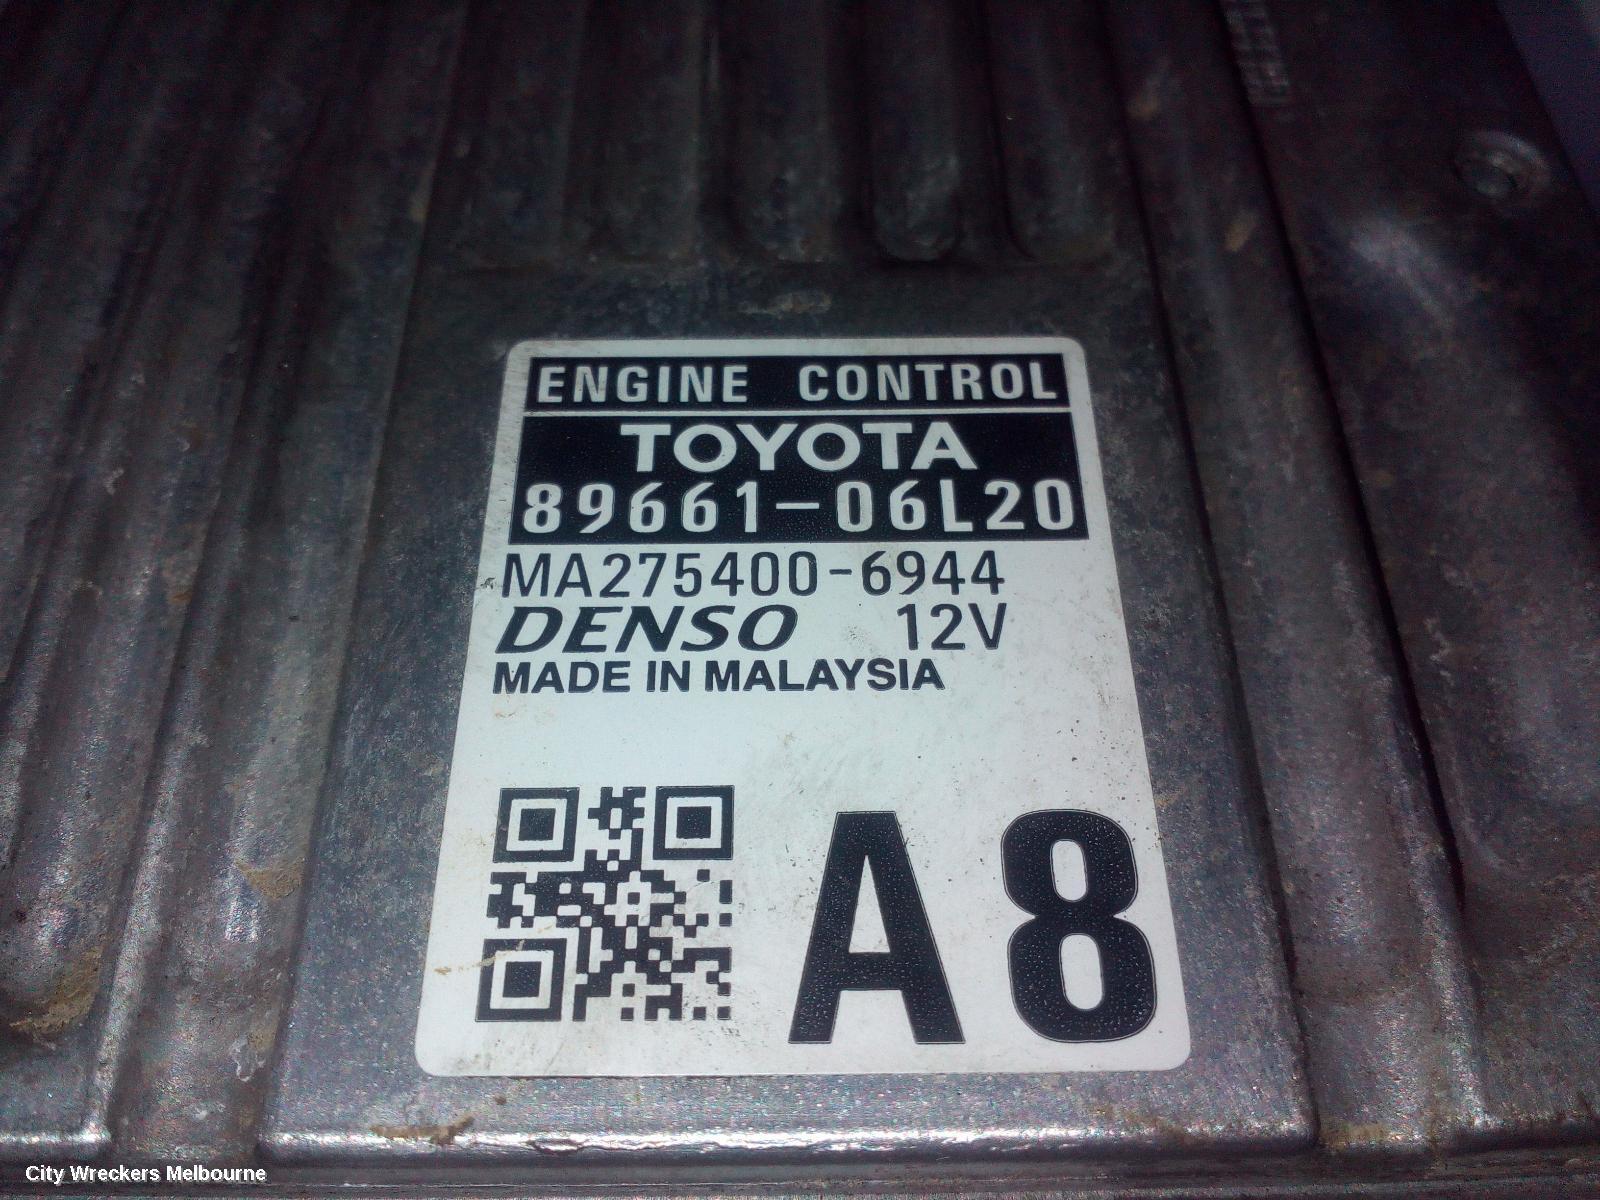 ENGINE CONTROL
TOYOTA
89661-06L20
MA275400-6944
DENSO 12V
MADE IN MALAYSIA
A8
City Wreckers Melbourne